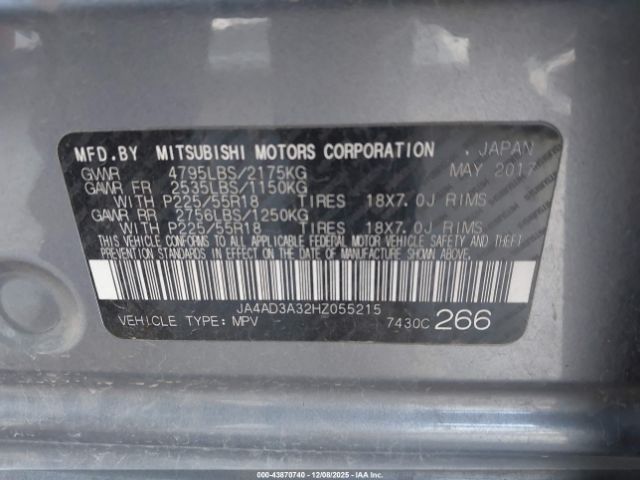 MFD.BY MITSUBISHI MOTORS CORPORATION . JAPAN
GVWR 4795LBS/2175KG MAY 2017
GAWR FR 2535LBS/1150KG
WITH P225/55R18 TIRES 18X7.0J RIMS
GAWR RR 2756LBS/1250KG
WITH P225/55R18 TIRES 18X7.0J RIMS
THIS VEHICLE CONFORMS TO ALL APPLICABLE FEDERAL MOTOR VEHICLE SAFETY AND THEFT
PREVENTION STANDARDS IN EFFECT ON THE DATE OF MANUFACTURE SHOWN ABOVE.
JA4AD3A32HZ055215
VEHICLE TYPE: MPV 7430C 266
000-43870740 • 12/08/2025 • IAAI.COM